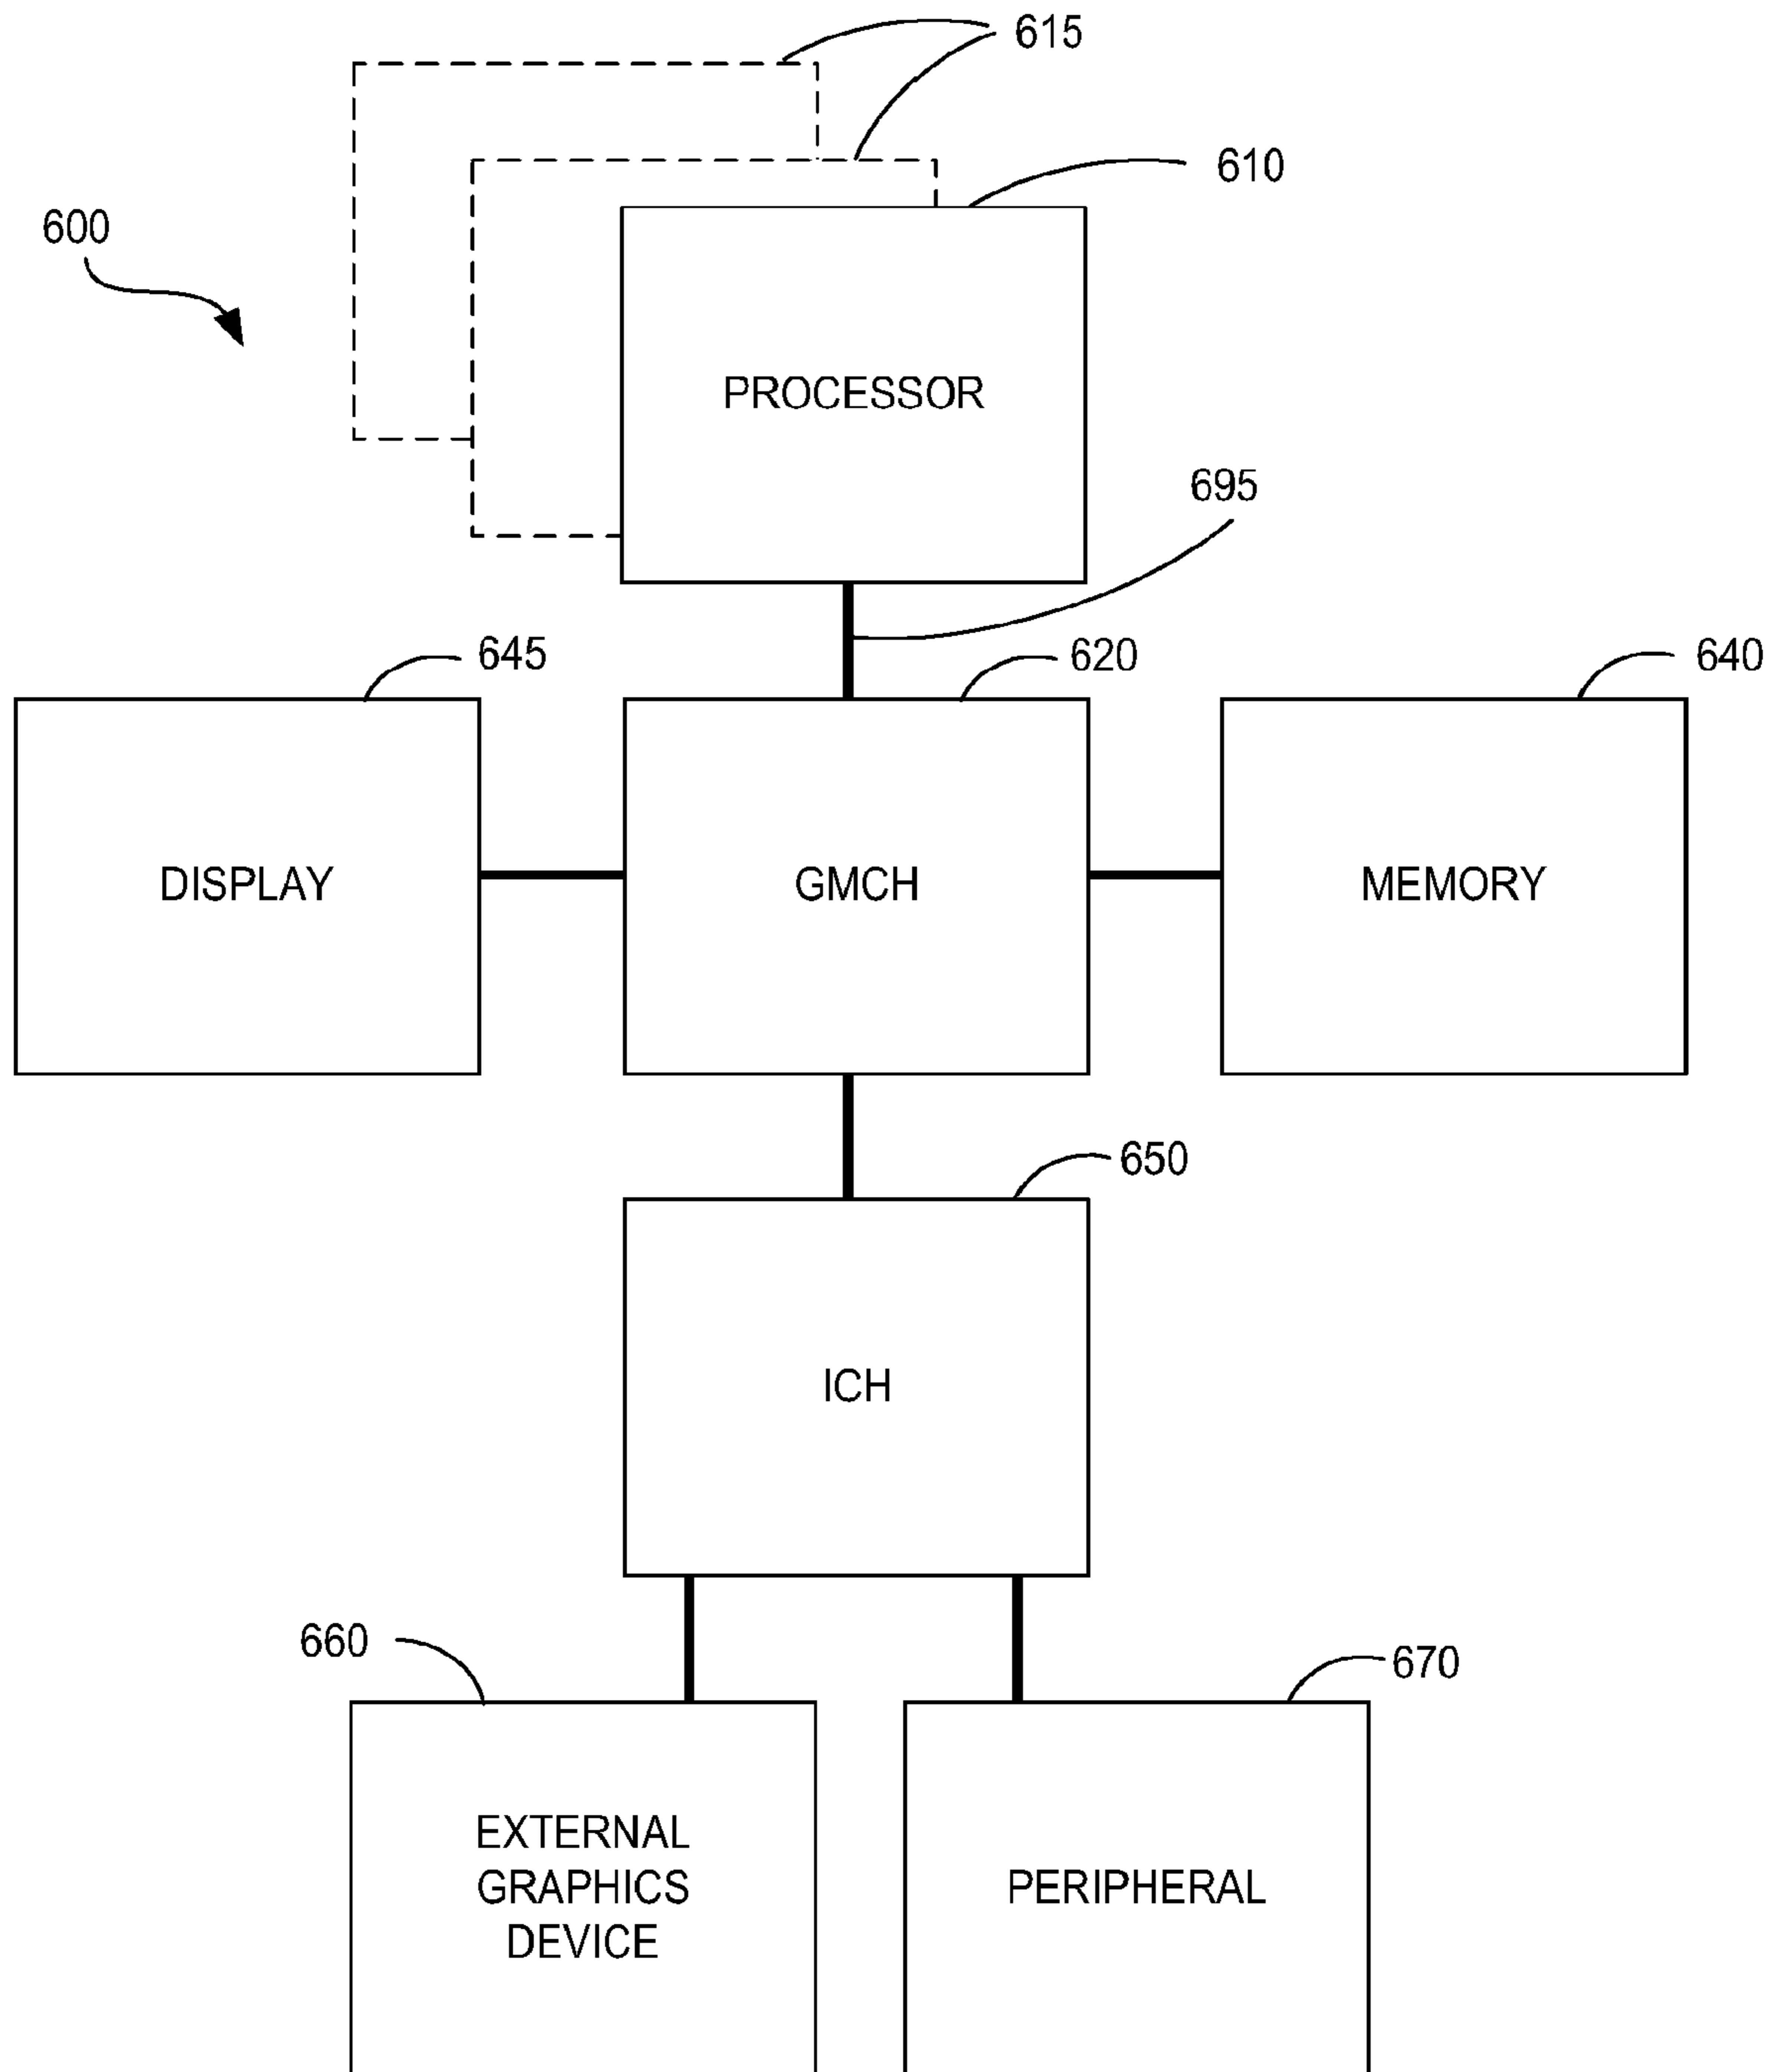 615
610
600
PROCESSOR
695
645
620
640
DISPLAY
GMCH
MEMORY
650
ICH
660
670
EXTERNAL
GRAPHICS
DEVICE
PERIPHERAL